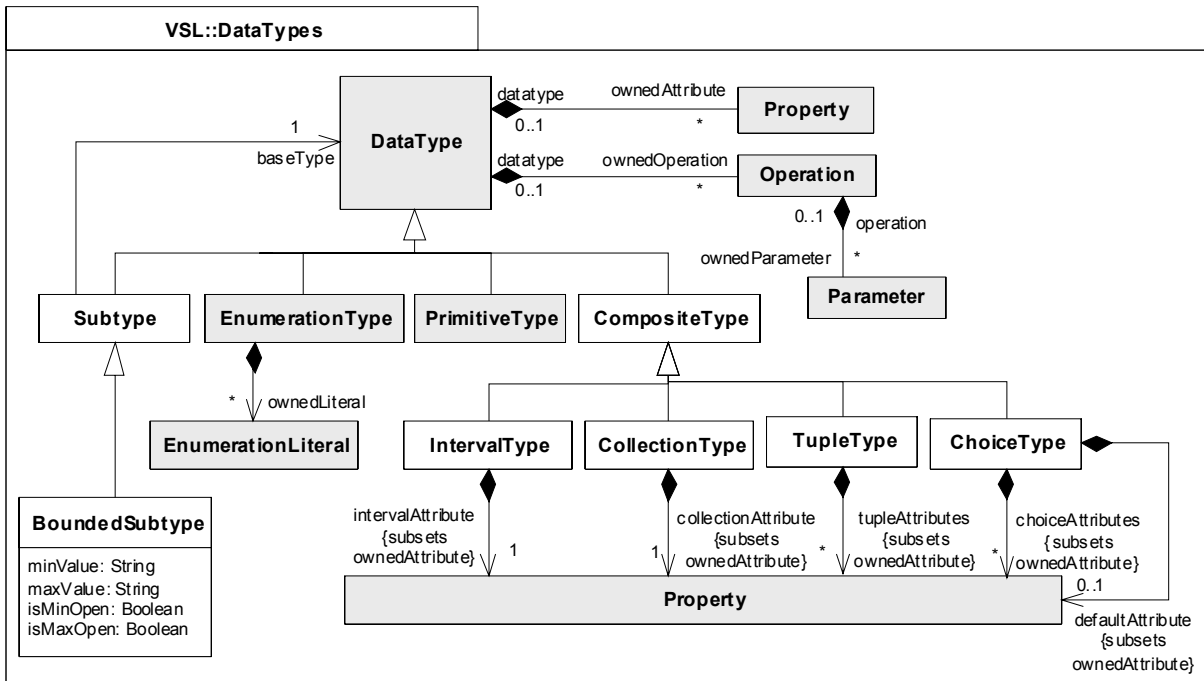 VSL::DataTypes
DataType
datatype
0..1
ownedAttribute
*
Property
1
baseType
datatype
0..1
ownedOperation
*
Operation
0..1
operation
ownedParameter
*
Parameter
Subtype
EnumerationType
PrimitiveType
CompositeType
*
ownedLiteral
EnumerationLiteral
IntervalType
CollectionType
TupleType
ChoiceType
BoundedSubtype
minValue: String
maxValue: String
isMinOpen: Boolean
isMaxOpen: Boolean
intervalAttribute
{subsets
ownedAttribute}
1
collectionAttribute
{subsets
ownedAttribute}
1
tupleAttributes
{subsets
ownedAttribute}
*
choiceAttributes
{subsets
ownedAttribute}
*
0..1
Property
defaultAttribute
{subsets
ownedAttribute}